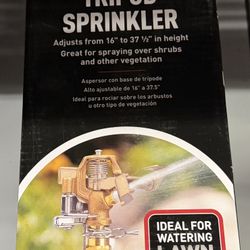 TRIPOD
SPRINKLER
Adjusts from 16" to 37 ½" in height
Great for spraying over shrubs
and other vegetation
Aspersor con base de trípode
Alto ajustable de 16" a 37.5"
Ideal para rociar sobre los arbustos
u otro tipo de vegetación
IDEAL FOR
WATERING
LAWN